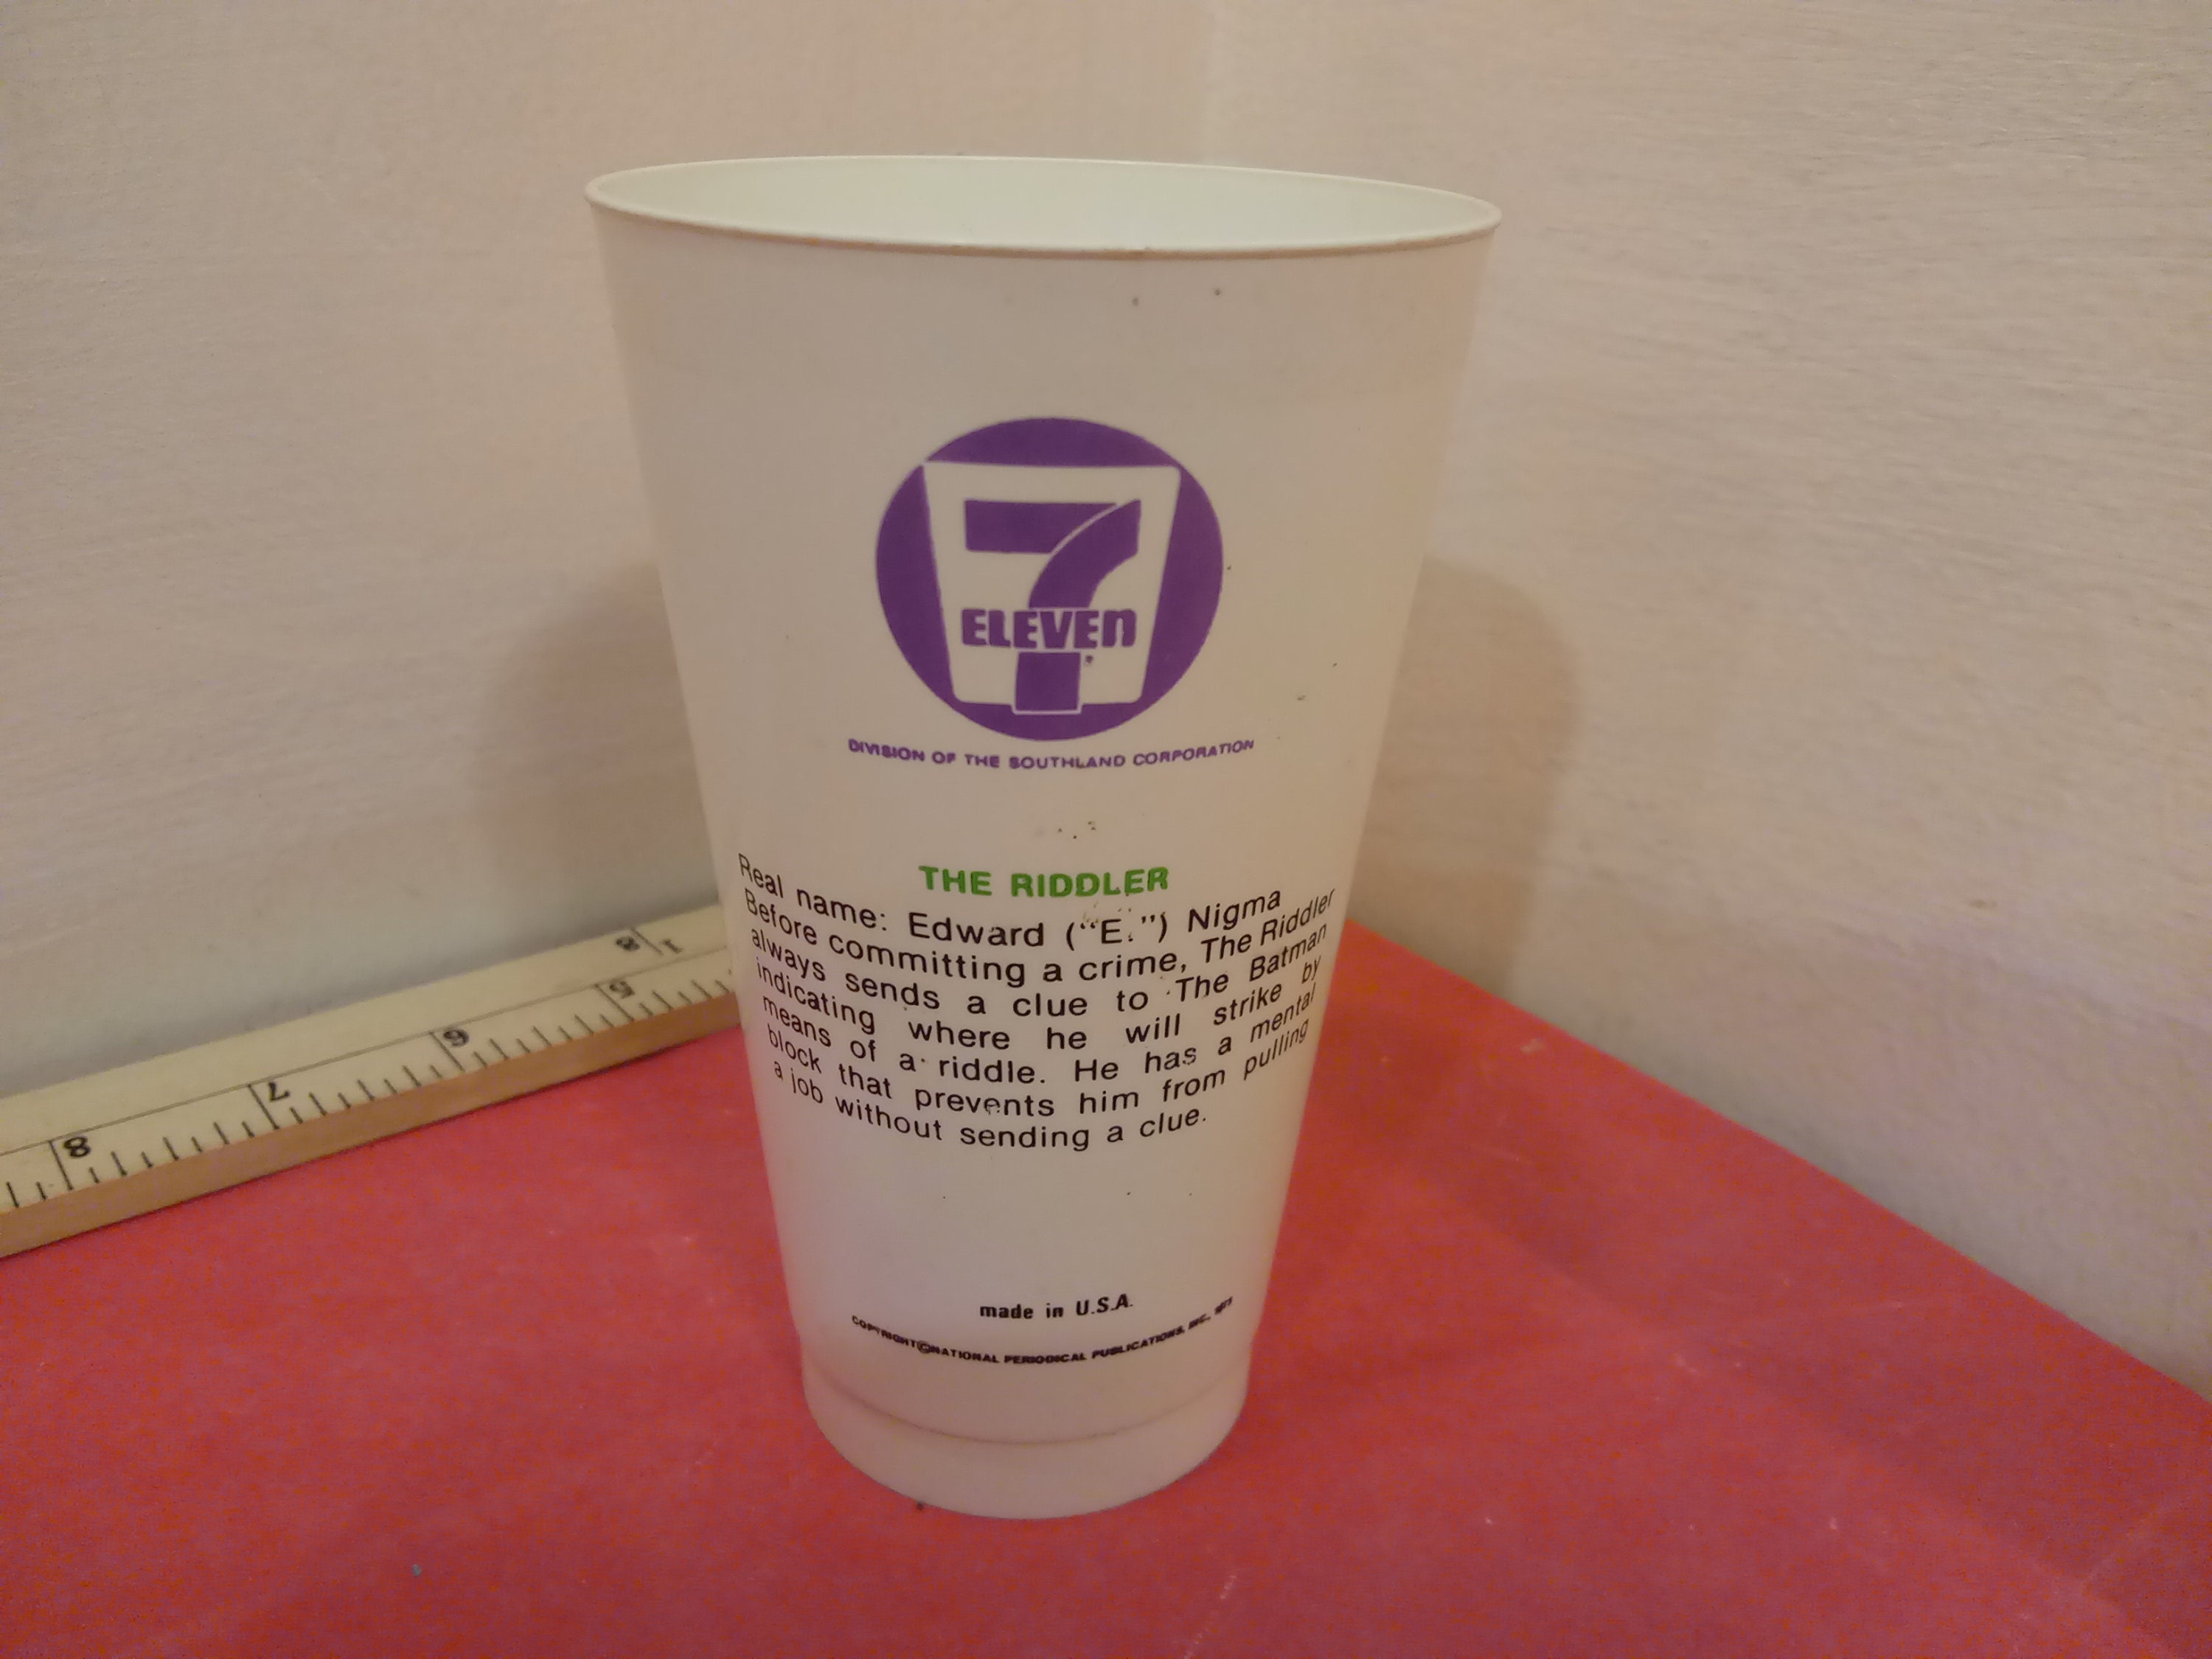 7
ELEVEn
DIVISION OF THE SOUTHLAND CORPORATION
THE RIDDLER
Real name: Edward ("E.") Nigma
Before committing a crime, The Riddler
always sends a clue to The Batman
indicating where he will strike by
means of a riddle. He has a mental
block that prevents him from pulling
a job without sending a clue.
made in U.S.A.
COPYRIGHT©NATIONAL PERIODICAL PUBLICATIONS, INC.,
8 1
5
6
7
8